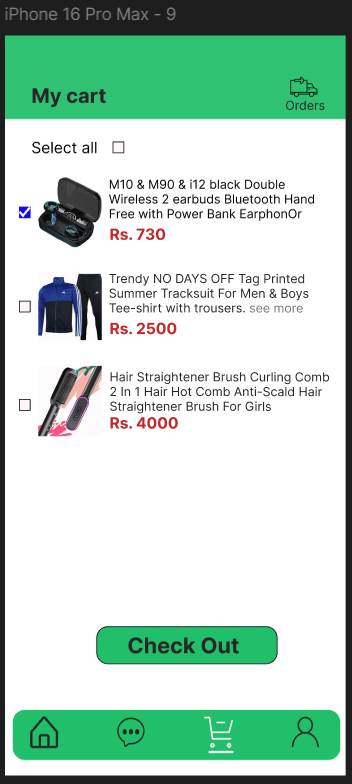 iPhone 16 Pro Max - 9
My cart
Orders
Select all
M10 & M90 & i12 black Double
Wireless 2 earbuds Bluetooth Hand
Free with Power Bank EarphonOr
Rs. 730
Trendy NO DAYS OFF Tag Printed
Summer Tracksuit For Men & Boys
Tee-shirt with trousers. see more
Rs. 2500
Hair Straightener Brush Curling Comb
2 In 1 Hair Hot Comb Anti-Scald Hair
Straightener Brush For Girls
Rs. 4000
Check Out